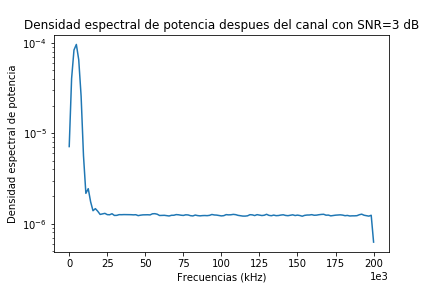 Densidad espectral de potencia despues del canal con SNR=3 dB
Densidad espectral de potencia
10⁻⁴
10⁻⁵
10⁻⁶
0 25 50 75 100 125 150 175 200
1e3
Frecuencias (kHz)